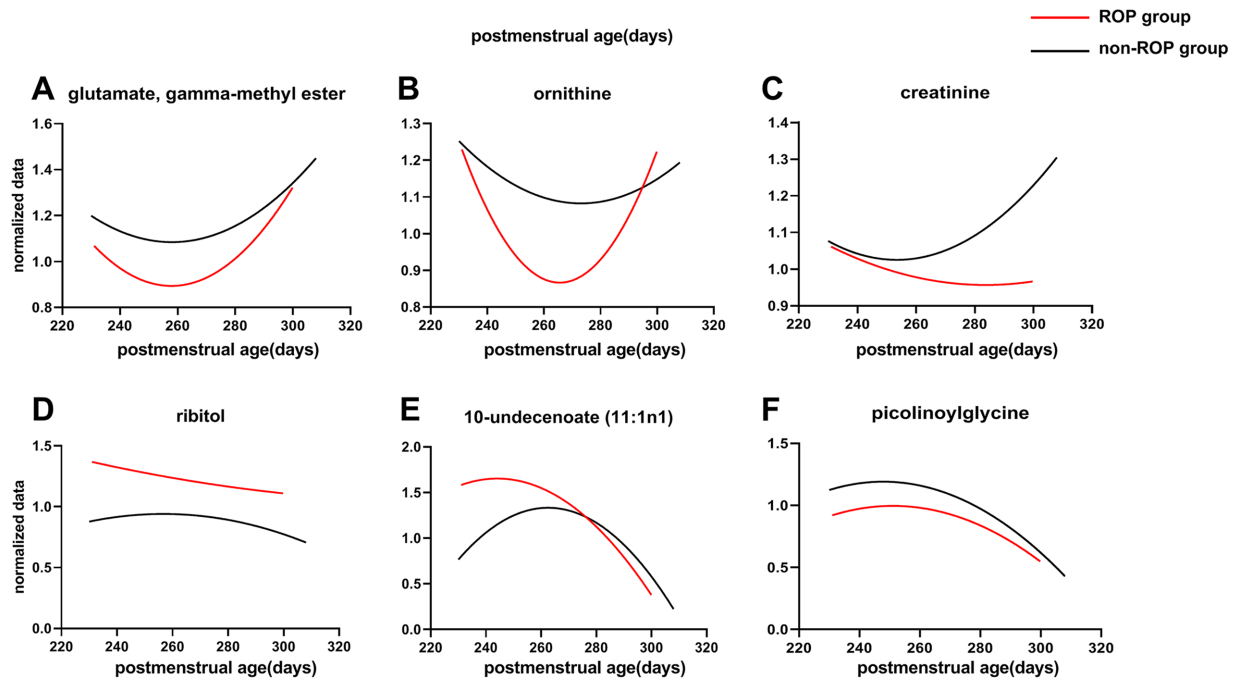 postmenstrual age(days)
ROP group
non-ROP group
A glutamate, gamma-methyl ester
normalized data
1.6
1.4
1.2
1.0
0.8
220 240 260 280 300 320
postmenstrual age(days)
B ornithine
1.3
1.2
1.1
1.0
0.9
0.8
220 240 260 280 300 320
postmenstrual age(days)
C creatinine
1.4
1.3
1.2
1.1
1.0
0.9
220 240 260 280 300 320
postmenstrual age(days)
D ribitol
normalized data
1.5
1.0
0.5
0.0
220 240 260 280 300 320
postmenstrual age(days)
E 10-undecenoate (11:1n1)
2.0
1.5
1.0
0.5
0.0
220 240 260 280 300 320
postmenstrual age(days)
F picolinoylglycine
1.5
1.0
0.5
0.0
220 240 260 280 300 320
postmenstrual age(days)